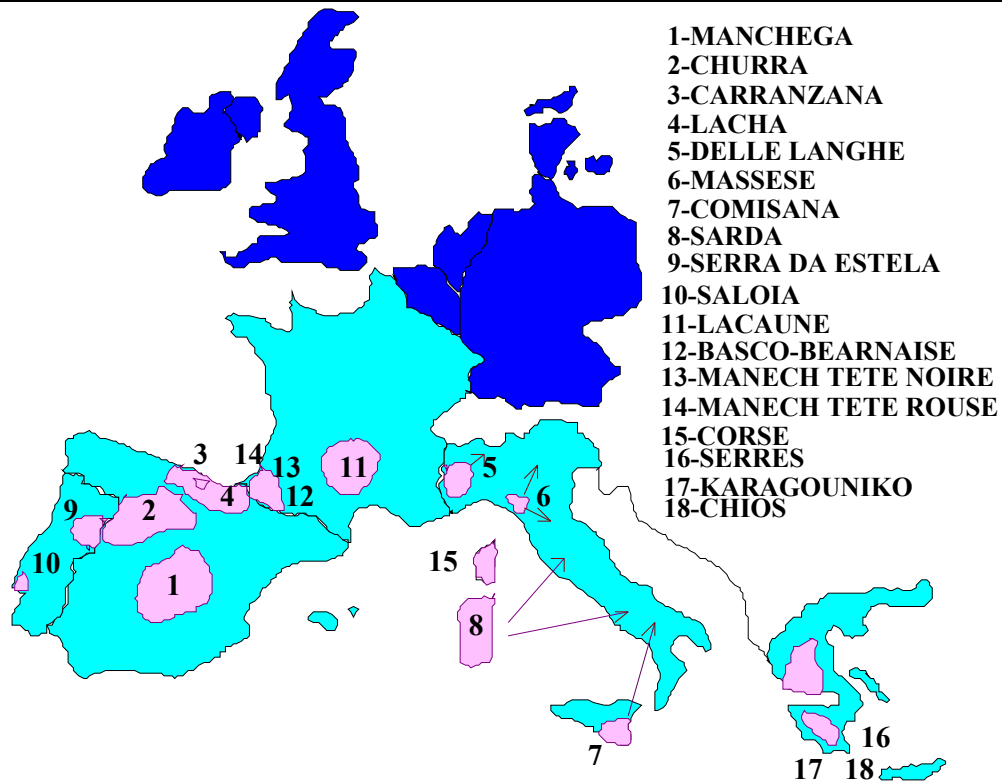 1-MANCHEGA
2-CHURRA
3-CARRANZANA
4-LACHA
5-DELLE LANGHE
6-MASSESE
7-COMISANA
8-SARDA
9-SERRA DA ESTELA
10-SALOIA
11-LACAUNE
12-BASCO-BEARNAISE
13-MANECH TETE NOIRE
14-MANECH TETE ROUSE
15-CORSE
16-SERRES
17-KARAGOUNIKO
18-CHIOS
3
14
13
11
5
4
12
6
9
2
10
15
1
8
7
16
17
18